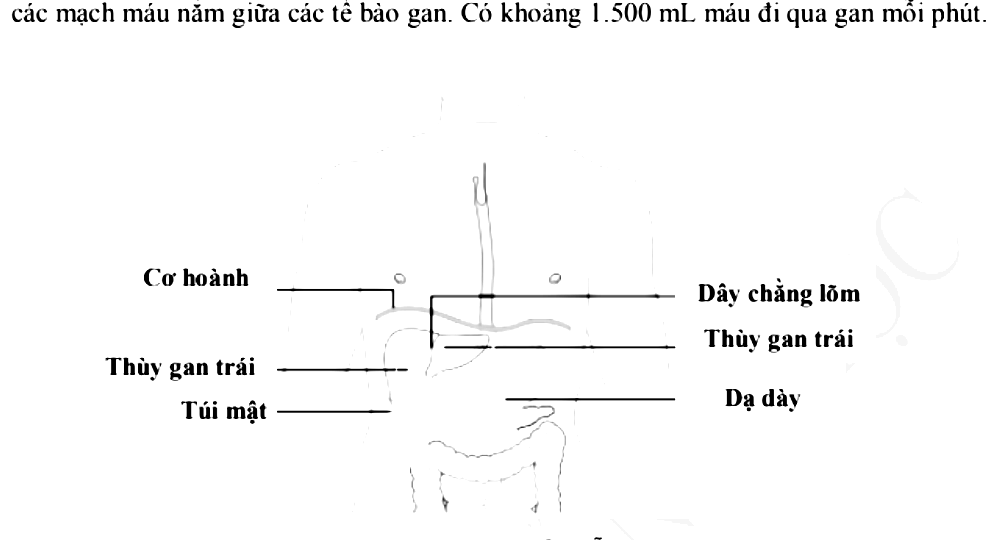 các mạch máu nằm giữa các tế bào gan. Có khoảng 1.500 mL máu đi qua gan mỗi phút.
Cơ hoành
Dây chằng lõm
Thùy gan trái
Thùy gan trái
Dạ dày
Túi mật